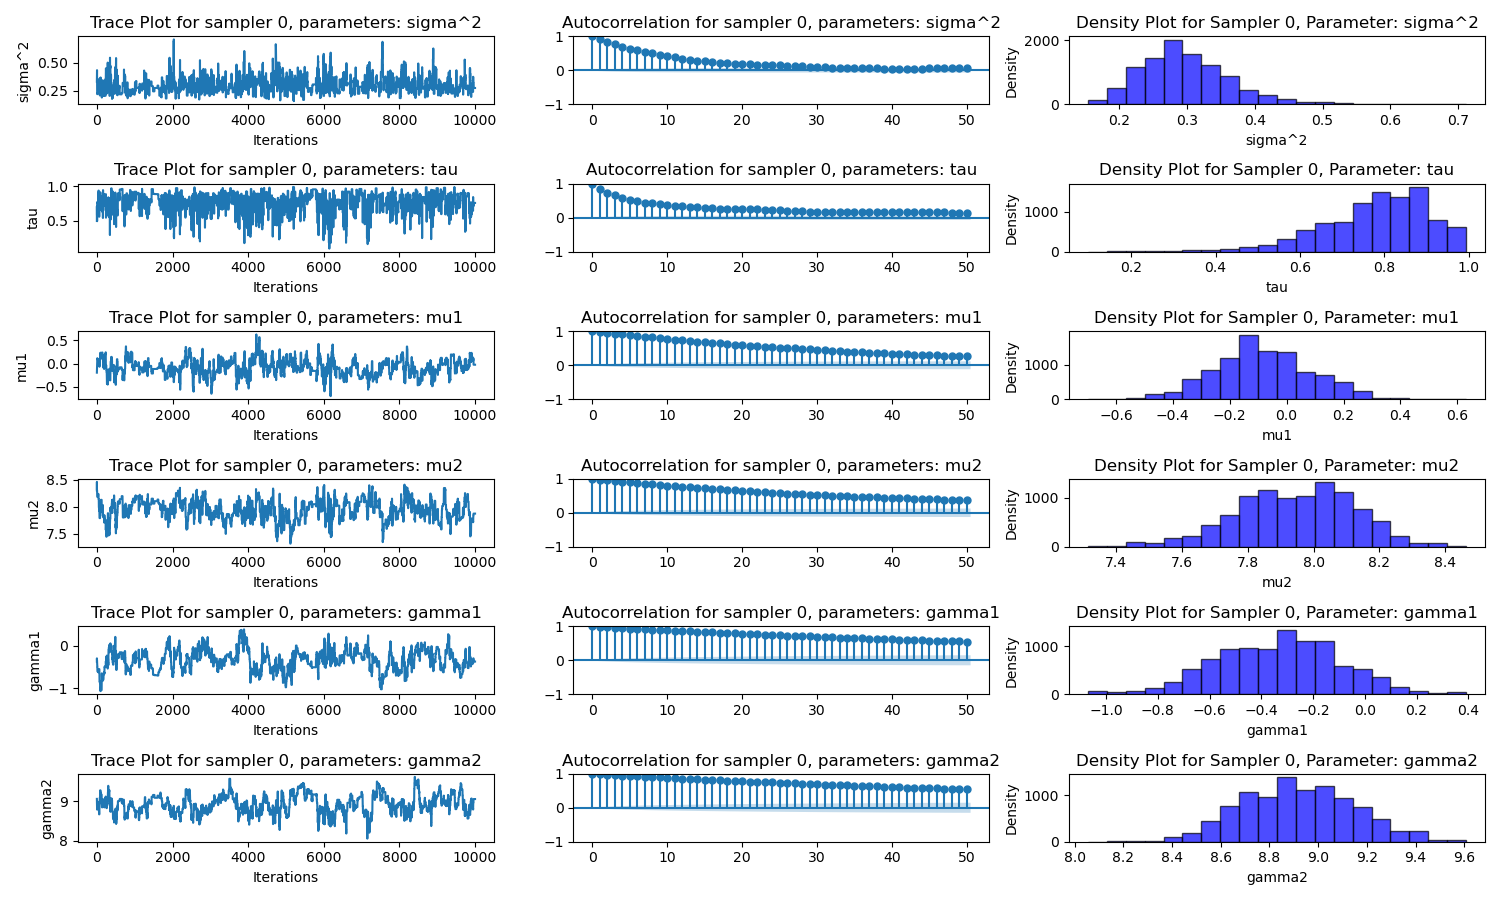 Trace Plot for sampler 0, parameters: sigma^2
Autocorrelation for sampler 0, parameters: sigma^2
Density Plot for Sampler 0, Parameter: sigma^2
sigma^2
0.50
0.25
0 2000 4000 6000 8000 10000
Iterations
1
0
−1
0 10 20 30 40 50
Density
2000
0
0.2 0.3 0.4 0.5 0.6 0.7
sigma^2
Trace Plot for sampler 0, parameters: tau
Autocorrelation for sampler 0, parameters: tau
Density Plot for Sampler 0, Parameter: tau
tau
1.0
0.5
0 2000 4000 6000 8000 10000
Iterations
1
0
−1
0 10 20 30 40 50
Density
1000
0
0.2 0.4 0.6 0.8 1.0
tau
Trace Plot for sampler 0, parameters: mu1
Autocorrelation for sampler 0, parameters: mu1
Density Plot for Sampler 0, Parameter: mu1
mu1
0.5
0.0
−0.5
0 2000 4000 6000 8000 10000
Iterations
1
0
−1
0 10 20 30 40 50
Density
1000
0
−0.6 −0.4 −0.2 0.0 0.2 0.4 0.6
mu1
Trace Plot for sampler 0, parameters: mu2
Autocorrelation for sampler 0, parameters: mu2
Density Plot for Sampler 0, Parameter: mu2
mu2
8.5
8.0
7.5
0 2000 4000 6000 8000 10000
Iterations
1
0
−1
0 10 20 30 40 50
Density
1000
0
7.4 7.6 7.8 8.0 8.2 8.4
mu2
Trace Plot for sampler 0, parameters: gamma1
Autocorrelation for sampler 0, parameters: gamma1
Density Plot for Sampler 0, Parameter: gamma1
gamma1
0
−1
0 2000 4000 6000 8000 10000
Iterations
1
0
−1
0 10 20 30 40 50
Density
1000
0
−1.0 −0.8 −0.6 −0.4 −0.2 0.0 0.2 0.4
gamma1
Trace Plot for sampler 0, parameters: gamma2
Autocorrelation for sampler 0, parameters: gamma2
Density Plot for Sampler 0, Parameter: gamma2
gamma2
9
8
0 2000 4000 6000 8000 10000
Iterations
1
0
−1
0 10 20 30 40 50
Density
1000
0
8.0 8.2 8.4 8.6 8.8 9.0 9.2 9.4 9.6
gamma2